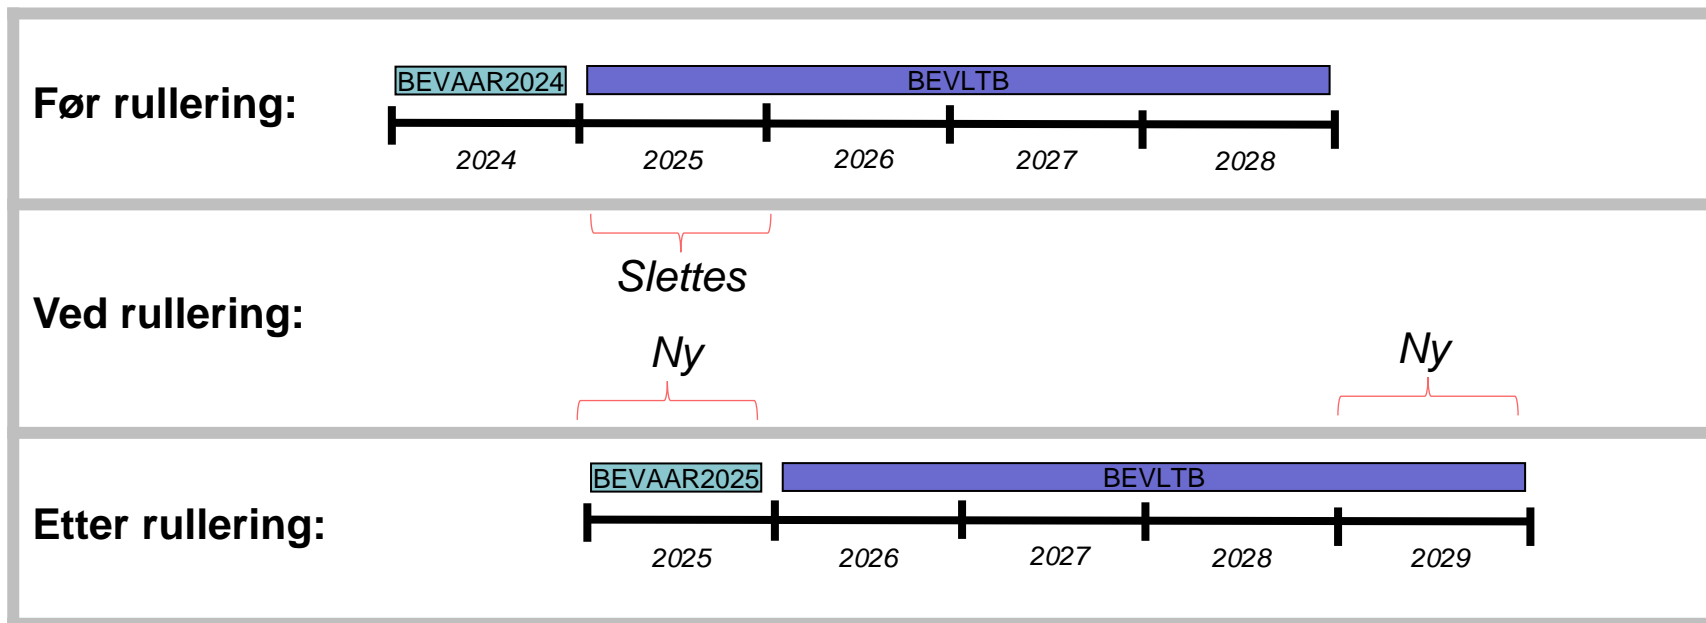 BEVAAR2024 BEVLTB
Før rullering:
2024 2025 2026 2027 2028
Slettes
Ved rullering:
Ny Ny
BEVAAR2025 BEVLTB
Etter rullering:
2025 2026 2027 2028 2029